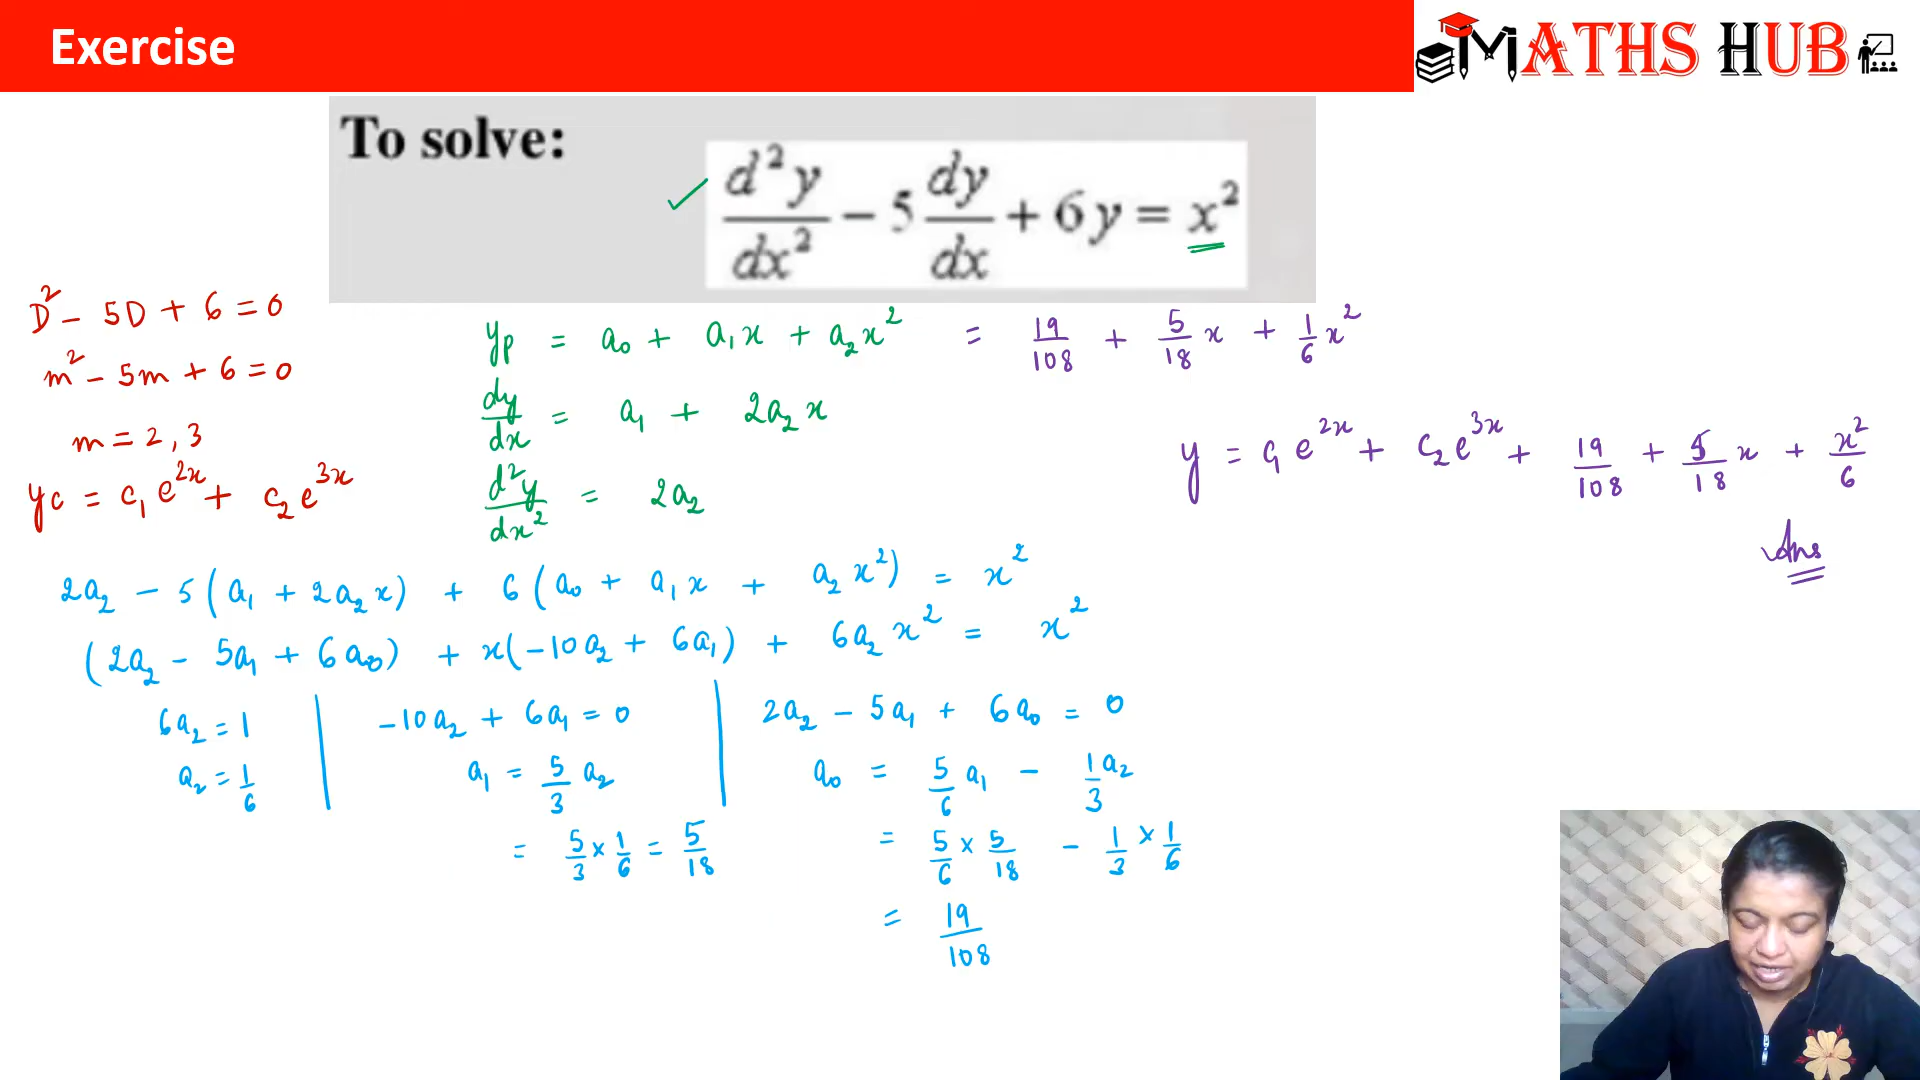 Exercise
MATHS HUB
To solve:
d²y/dx² − 5 dy/dx + 6y = x²
D² − 5D + 6 = 0
m² − 5m + 6 = 0
m = 2, 3
yc = c₁e^2x + c₂e^3x
yp = a₀ + a₁x + a₂x² = 19/108 + 5/18 x + 1/6 x²
dy/dx = a₁ + 2a₂x
d²y/dx² = 2a₂
y = c₁e^2x + c₂e^3x + 19/108 + 5/18 x + x²/6
Ans
2a₂ − 5(a₁ + 2a₂x) + 6(a₀ + a₁x + a₂x²) = x²
(2a₂ − 5a₁ + 6a₀) + x(−10a₂ + 6a₁) + 6a₂x² = x²
6a₂ = 1
a₂ = 1/6
−10a₂ + 6a₁ = 0
a₁ = 5/3 a₂
= 5/3 × 1/6 = 5/18
2a₂ − 5a₁ + 6a₀ = 0
a₀ = 5/6 a₁ − 1/3 a₂
= 5/6 × 5/18 − 1/3 × 1/6
= 19/108